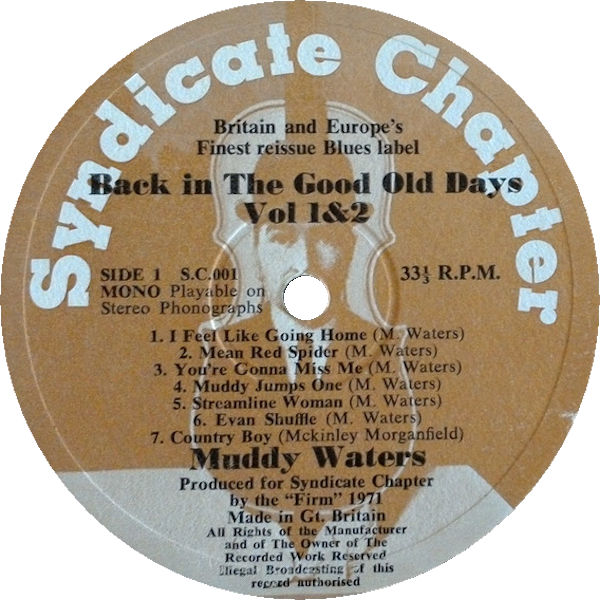 Syndicate Chapter
Britain and Europe's
Finest reissue Blues label
Back in The Good Old Days
Vol 1&2
SIDE 1 S.C.001
33⅓ R.P.M.
MONO Playable on
Stereo Phonographs
1. I Feel Like Going Home (M. Waters)
2. Mean Red Spider (M. Waters)
3. You're Gonna Miss Me (M. Waters)
4. Muddy Jumps One (M. Waters)
5. Streamline Woman (M. Waters)
6. Evan Shuffle (M. Waters)
7. Country Boy (Mckinley Morganfield)
Muddy Waters
Produced for Syndicate Chapter
by the "Firm" 1971
Made in Gt. Britain
All Rights of the Manufacturer
and of The Owner of The
Recorded Work Reserved
Illegal Broadcasting of this
record authorised